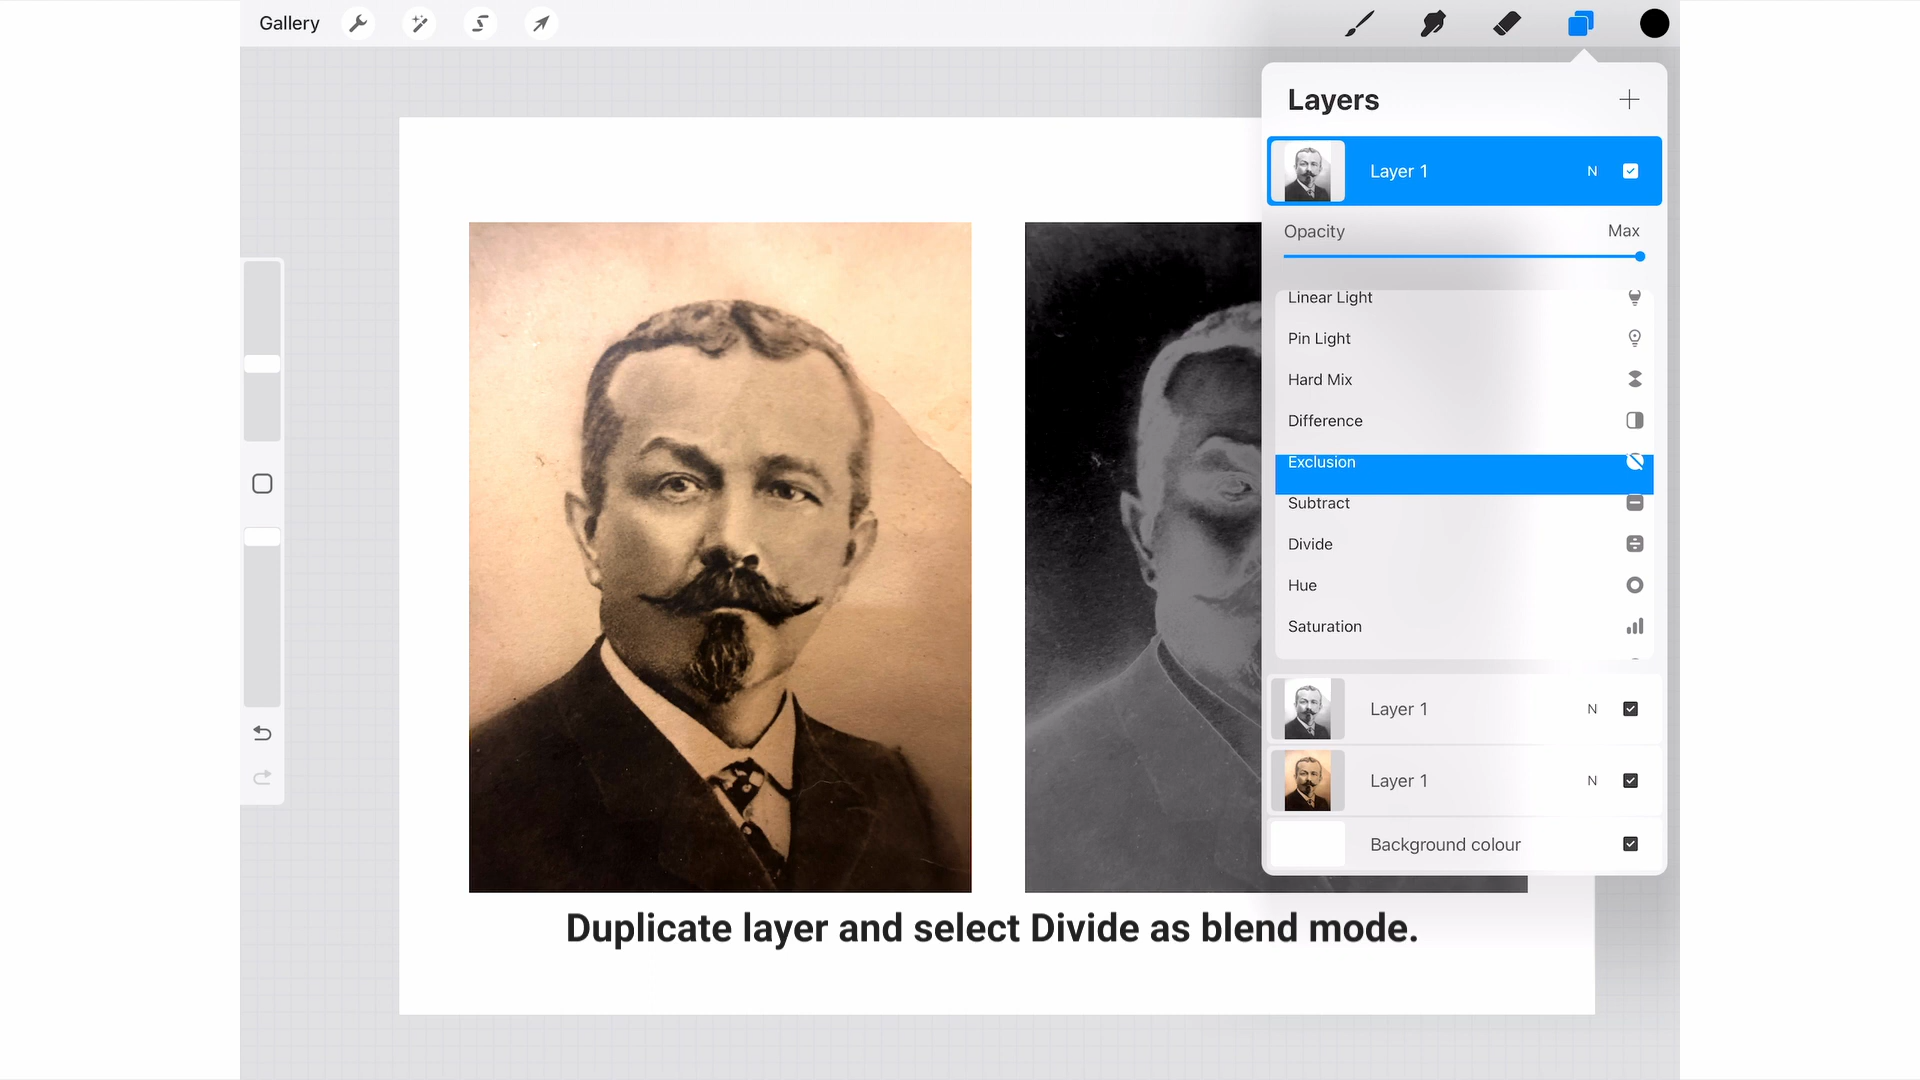 Gallery
Layers
Layer 1 N
Opacity Max
Linear Light
Pin Light
Hard Mix
Difference
Exclusion
Subtract
Divide
Hue
Saturation
Layer 1 N
Layer 1 N
Background colour
Duplicate layer and select Divide as blend mode.